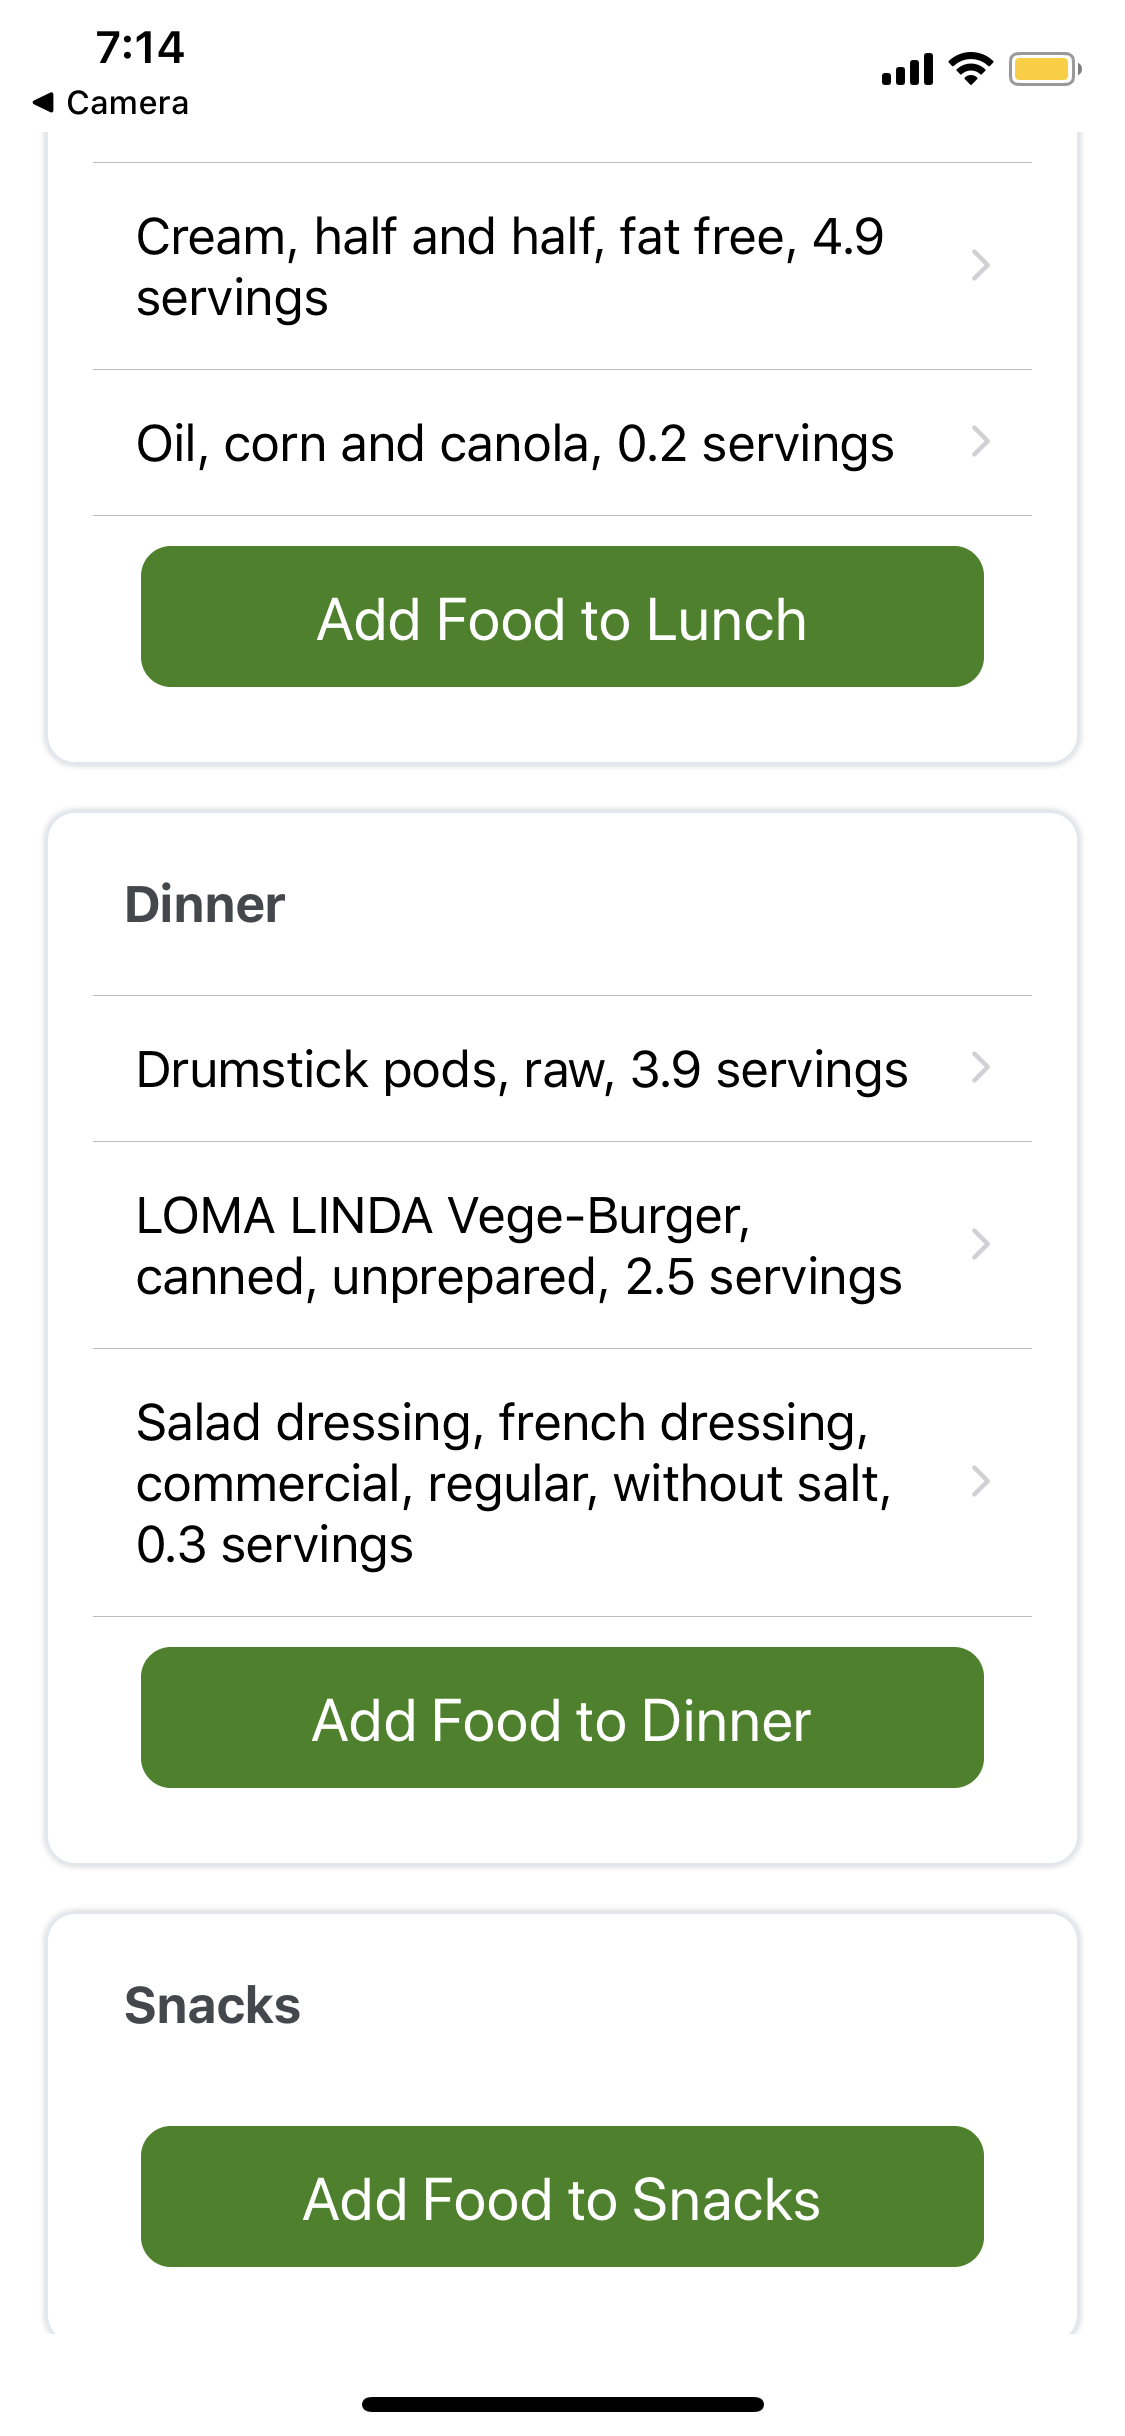 7:14
Camera
Cream, half and half, fat free, 4.9
servings
Oil, corn and canola, 0.2 servings
Add Food to Lunch
Dinner
Drumstick pods, raw, 3.9 servings
LOMA LINDA Vege-Burger,
canned, unprepared, 2.5 servings
Salad dressing, french dressing,
commercial, regular, without salt,
0.3 servings
Add Food to Dinner
Snacks
Add Food to Snacks